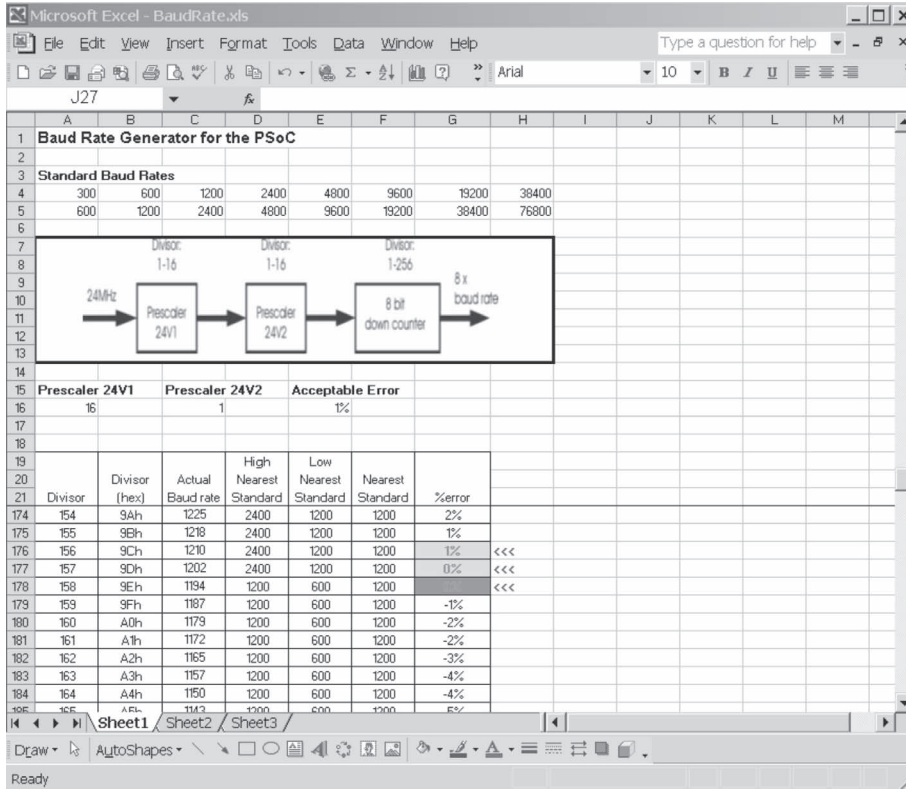 Microsoft Excel - BaudRate.xls
File Edit View Insert Format Tools Data Window Help Type a question for help
Arial 10 B I U
J27 fx
A B C D E F G H I J K L M
1 Baud Rate Generator for the PSoC
2
3 Standard Baud Rates
4 300 600 1200 2400 4800 9600 19200 38400
5 600 1200 2400 4800 9600 19200 38400 76800
6
7 Divisor: Divisor: Divisor:
8 1-16 1-16 1-256
9 8 x
10 24MHz Prescaler 24V1 Prescaler 24V2 8 bit down counter baud rate
11
12
13
14
15 Prescaler 24V1 Prescaler 24V2 Acceptable Error
16 16 1 1%
17
18
19 High Low
20 Divisor Actual Nearest Nearest Nearest
21 Divisor (hex) Baud rate Standard Standard Standard %error
174 154 9Ah 1225 2400 1200 1200 2%
175 155 9Bh 1218 2400 1200 1200 1%
176 156 9Ch 1210 2400 1200 1200 1% <<<
177 157 9Dh 1202 2400 1200 1200 0% <<<
178 158 9Eh 1194 1200 600 1200 <<<
179 159 9Fh 1187 1200 600 1200 -1%
180 160 A0h 1179 1200 600 1200 -2%
181 161 A1h 1172 1200 600 1200 -2%
182 162 A2h 1165 1200 600 1200 -3%
183 163 A3h 1157 1200 600 1200 -4%
184 164 A4h 1150 1200 600 1200 -4%
185 165 A5h 1143 1200 600 1200
Sheet1 Sheet2 Sheet3
Draw AutoShapes
Ready